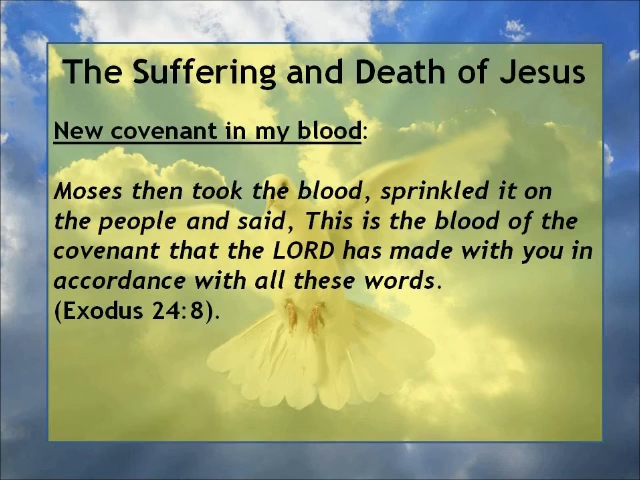 The Suffering and Death of Jesus
New covenant in my blood:
Moses then took the blood, sprinkled it on
the people and said, This is the blood of the
covenant that the LORD has made with you in
accordance with all these words.
(Exodus 24:8).